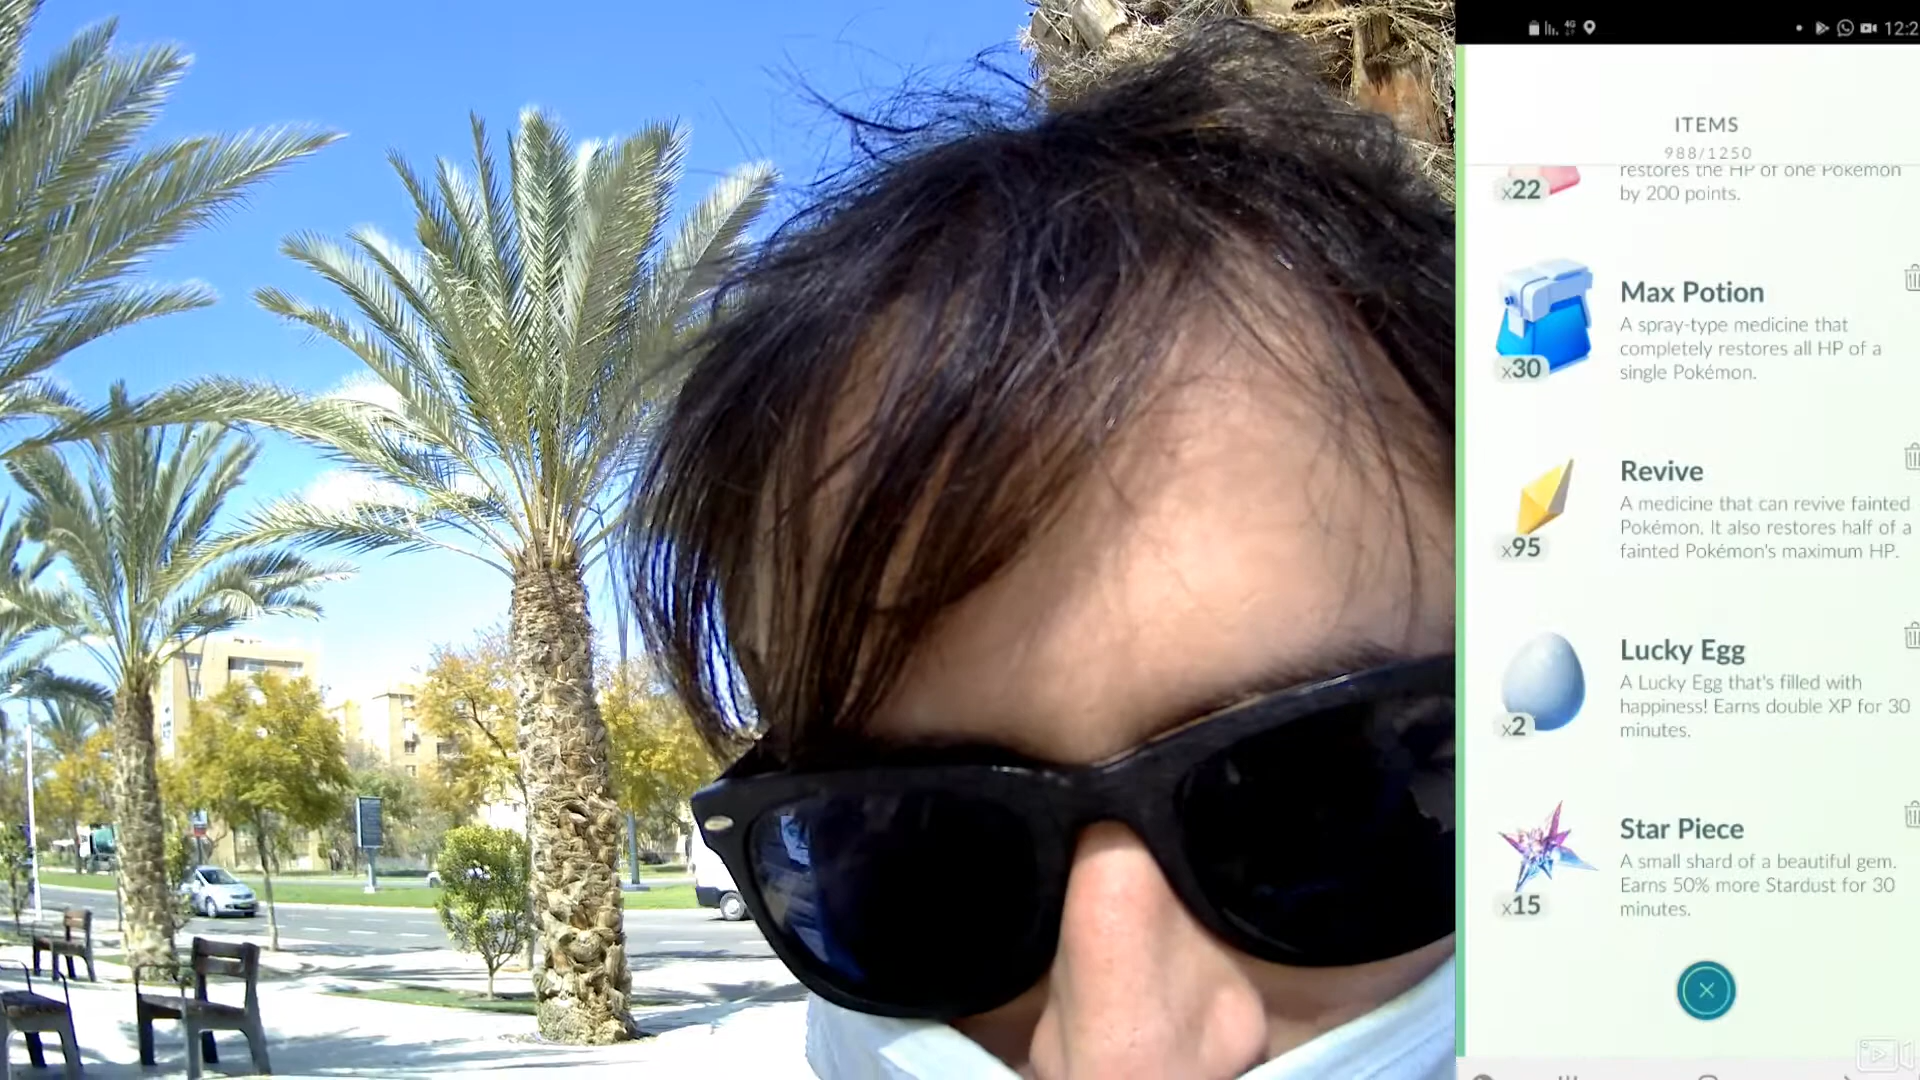 4G
12:2
ITEMS
988/1250
restores the HP of one Pokémon
by 200 points.
x22
Max Potion
A spray-type medicine that
completely restores all HP of a
single Pokémon.
x30
Revive
A medicine that can revive fainted
Pokémon. It also restores half of a
fainted Pokémon's maximum HP.
x95
Lucky Egg
A Lucky Egg that's filled with
happiness! Earns double XP for 30
minutes.
x2
Star Piece
A small shard of a beautiful gem.
Earns 50% more Stardust for 30
minutes.
x15